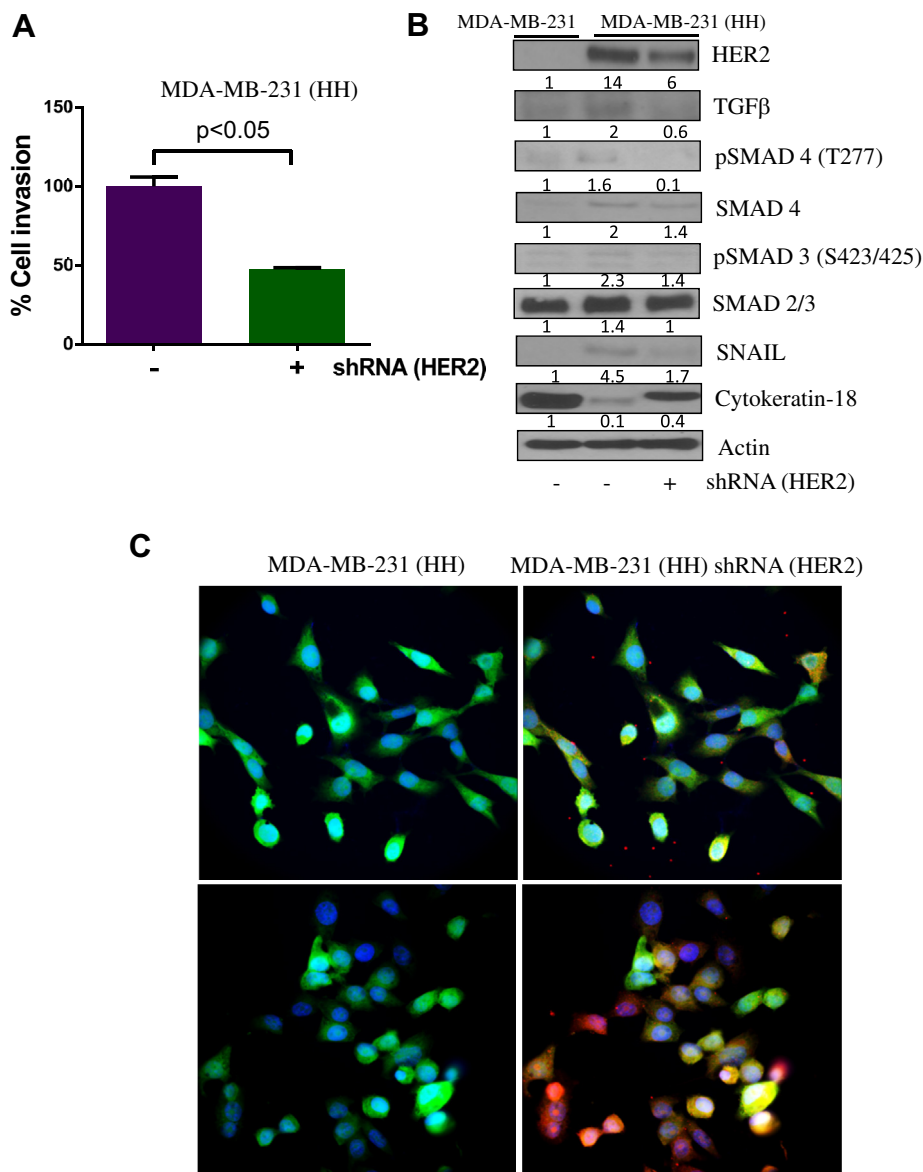 A
MDA-MB-231 (HH)
150
100
50
0
% Cell invasion
p<0.05
- + shRNA (HER2)
B
MDA-MB-231 MDA-MB-231 (HH)
HER2
1 14 6
TGFβ
1 2 0.6
pSMAD 4 (T277)
1 1.6 0.1
SMAD 4
1 2 1.4
pSMAD 3 (S423/425)
1 2.3 1.4
SMAD 2/3
1 1.4 1
SNAIL
1 4.5 1.7
Cytokeratin-18
1 0.1 0.4
Actin
- - + shRNA (HER2)
C
MDA-MB-231 (HH) MDA-MB-231 (HH) shRNA (HER2)